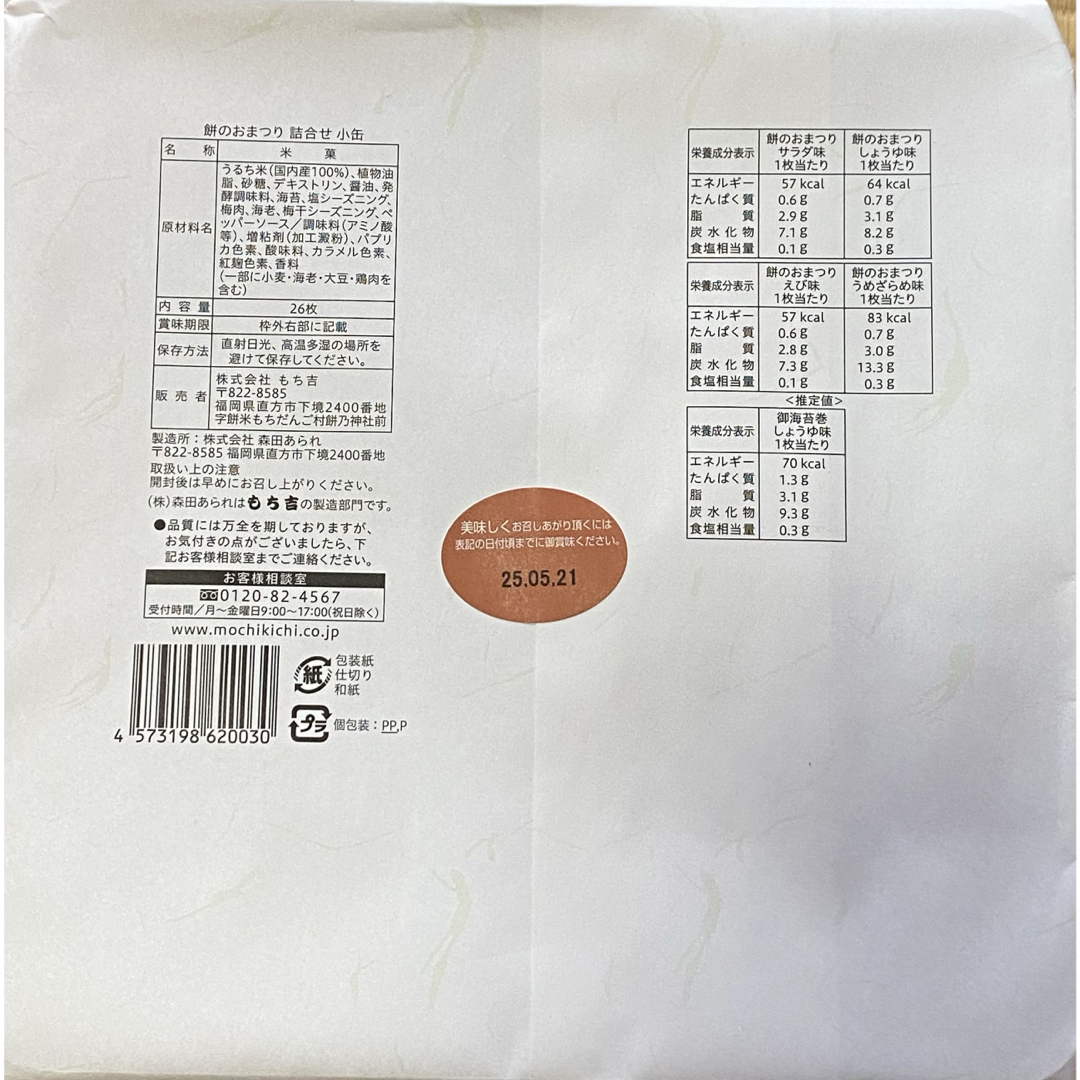 餅のおまつり 詰合せ 小缶
名称 米菓
原材料名 うるち米(国内産100%)、植物油
脂、砂糖、デキストリン、醤油、発
酵調味料、海苔、塩シーズニング、
梅肉、海老、梅干シーズニング、ペ
ッパーソース／調味料(アミノ酸
等)、増粘剤(加工澱粉)、パプリ
カ色素、酸味料、カラメル色素、
紅麹色素、香料
(一部に小麦・海老・大豆・鶏肉を
含む)
内容量 26枚
賞味期限 枠外右部に記載
保存方法 直射日光、高温多湿の場所を
避けて保存してください。
販売者 株式会社 もち吉
〒822-8585
福岡県直方市下境2400番地
字餅米もちだんご村餅乃神社前
製造所：株式会社 森田あられ
〒822-8585 福岡県直方市下境2400番地
取扱い上の注意
開封後は早めにお召し上がりください。
(株)森田あられはもち吉の製造部門です。
●品質には万全を期しておりますが、
お気付きの点がございましたら、下
記お客様相談室までご連絡ください。
お客様相談室
0120-82-4567
受付時間／月〜金曜日9:00〜17:00(祝日除く)
www.mochikichi.co.jp
4 573198 620030
紙 包装紙
仕切り
和紙
プラ 個包装：PP,P
美味しくお召しあがり頂くには
表記の日付頃までに御賞味ください。
25.05.21
栄養成分表示 餅のおまつり サラダ味 1枚当たり 餅のおまつり しょうゆ味 1枚当たり
エネルギー 57 kcal 64 kcal
たんぱく質 0.6g 0.7g
脂質 2.9g 3.1g
炭水化物 7.1g 8.2g
食塩相当量 0.1g 0.3g
栄養成分表示 餅のおまつり えび味 1枚当たり 餅のおまつり うめざらめ味 1枚当たり
エネルギー 57 kcal 83 kcal
たんぱく質 0.6g 0.7g
脂質 2.8g 3.0g
炭水化物 7.3g 13.3g
食塩相当量 0.1g 0.3g
<推定値>
栄養成分表示 御海苔巻 しょうゆ味 1枚当たり
エネルギー 70 kcal
たんぱく質 1.3g
脂質 3.1g
炭水化物 9.3g
食塩相当量 0.3g